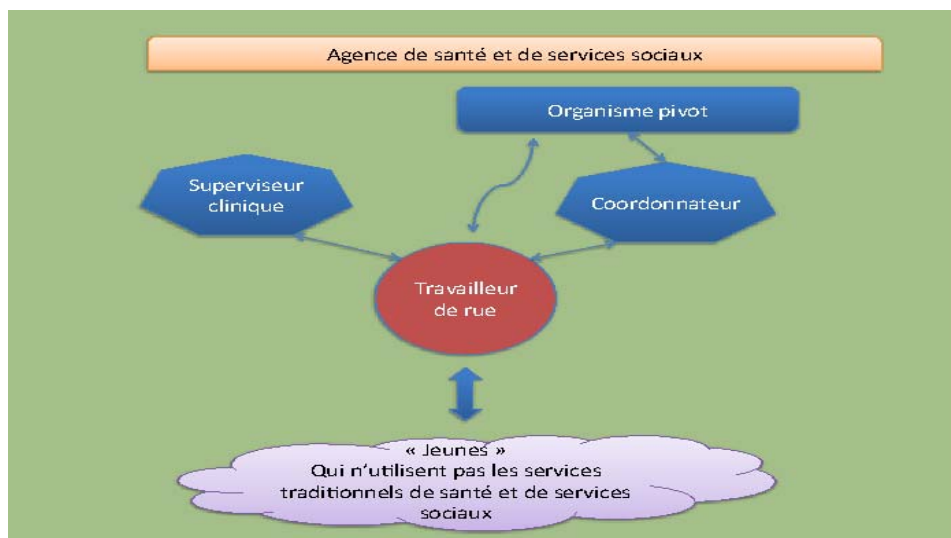 Agence de santé et de services sociaux
Organisme pivot
Superviseur
clinique
Coordonnateur
Travailleur
de rue
« Jeunes »
Qui n'utilisent pas les services
traditionnels de santé et de services
sociaux